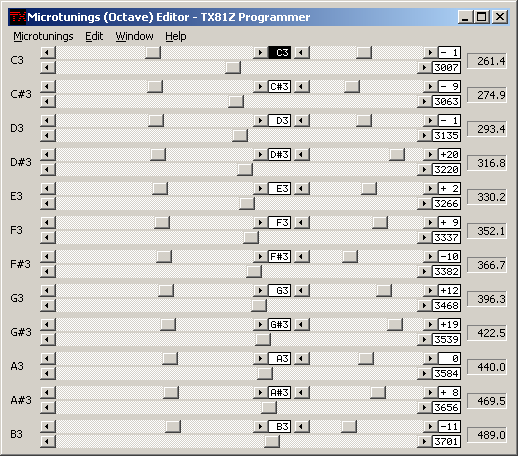 TX Microtunings (Octave) Editor - TX81Z Programmer
Microtunings Edit Window Help
C3 C3 - 1 261.4
3007
C#3 C#3 - 9 274.9
3063
D3 D3 - 1 293.4
3135
D#3 D#3 +20 316.8
3220
E3 E3 + 2 330.2
3266
F3 F3 + 9 352.1
3337
F#3 F#3 -10 366.7
3382
G3 G3 +12 396.3
3468
G#3 G#3 +19 422.5
3539
A3 A3 0 440.0
3584
A#3 A#3 + 8 469.5
3656
B3 B3 -11 489.0
3701